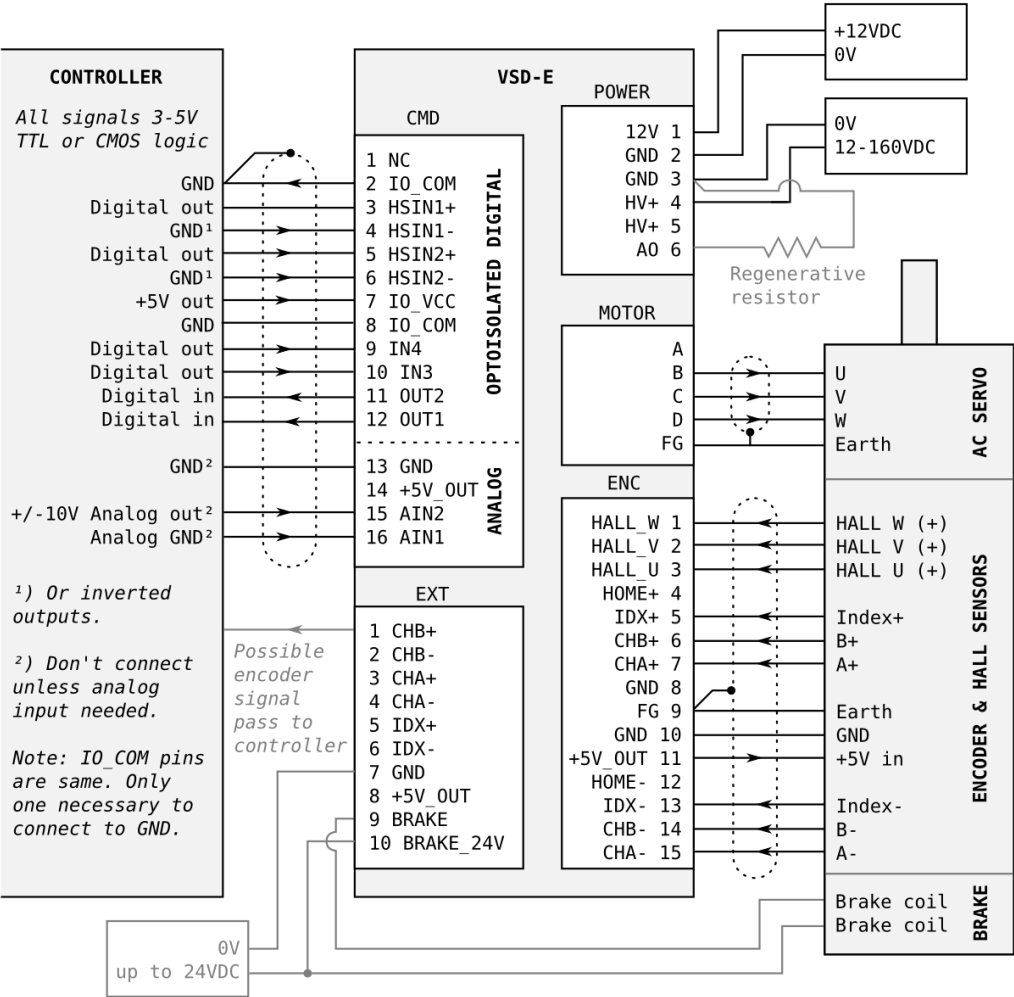 CONTROLLER
All signals 3-5V
TTL or CMOS logic
GND
Digital out
GND¹
Digital out
GND¹
+5V out
GND
Digital out
Digital out
Digital in
Digital in
GND²
+/-10V Analog out²
Analog GND²
¹) Or inverted
outputs.
²) Don't connect
unless analog
input needed.
Note: IO_COM pins
are same. Only
one necessary to
connect to GND.
VSD-E
CMD
1 NC
2 IO_COM
3 HSIN1+
4 HSIN1-
5 HSIN2+
6 HSIN2-
7 IO_VCC
8 IO_COM
9 IN4
10 IN3
11 OUT2
12 OUT1
OPTOISOLATED DIGITAL
13 GND
14 +5V_OUT
15 AIN2
16 AIN1
ANALOG
EXT
1 CHB+
2 CHB-
3 CHA+
4 CHA-
5 IDX+
6 IDX-
7 GND
8 +5V_OUT
9 BRAKE
10 BRAKE_24V
Possible
encoder
signal
pass to
controller
0V
up to 24VDC
POWER
12V 1
GND 2
GND 3
HV+ 4
HV+ 5
AO 6
+12VDC
0V
0V
12-160VDC
Regenerative
resistor
MOTOR
A
B
C
D
FG
U
V
W
Earth
AC SERVO
ENC
HALL_W 1
HALL_V 2
HALL_U 3
HOME+ 4
IDX+ 5
CHB+ 6
CHA+ 7
GND 8
FG 9
GND 10
+5V_OUT 11
HOME- 12
IDX- 13
CHB- 14
CHA- 15
HALL W (+)
HALL V (+)
HALL U (+)
Index+
B+
A+
Earth
GND
+5V in
Index-
B-
A-
ENCODER & HALL SENSORS
Brake coil
Brake coil
BRAKE